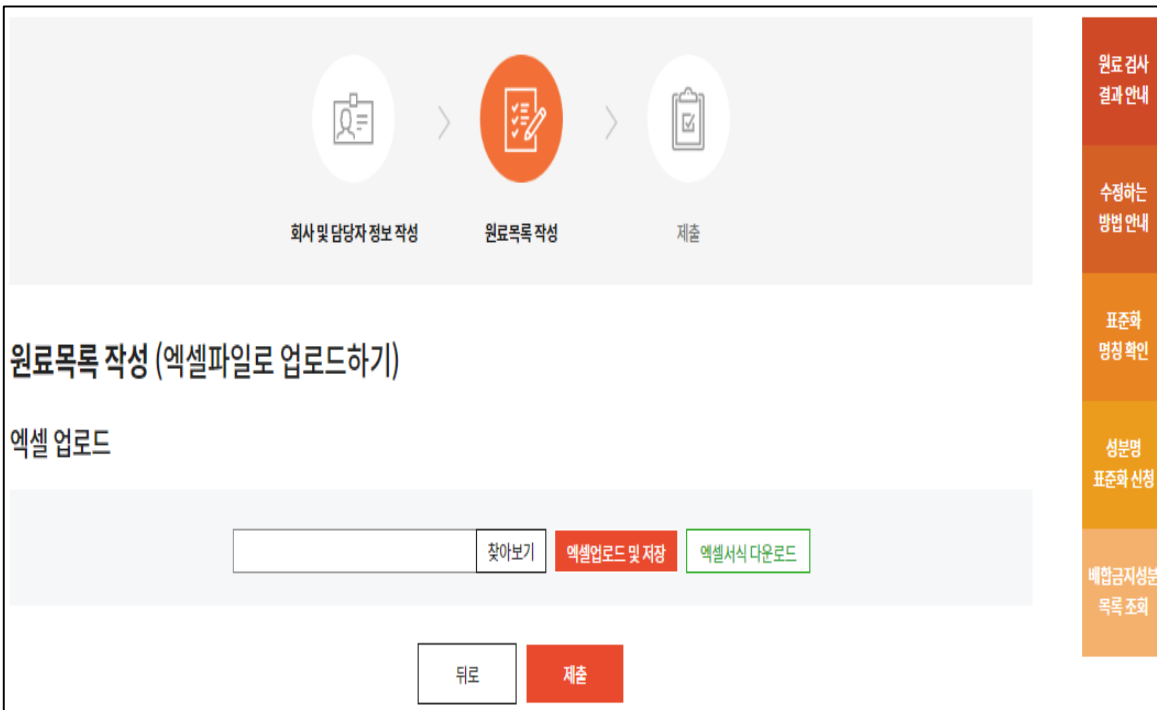 회사 및 담당자 정보 작성
원료목록 작성
제출
원료목록 작성 (엑셀파일로 업로드하기)
엑셀 업로드
찾아보기
엑셀업로드 및 저장
엑셀서식 다운로드
뒤로
제출
원료 검사
결과 안내
수정하는
방법 안내
표준화
명칭 확인
성분명
표준화 신청
배합금지성분
목록 조회